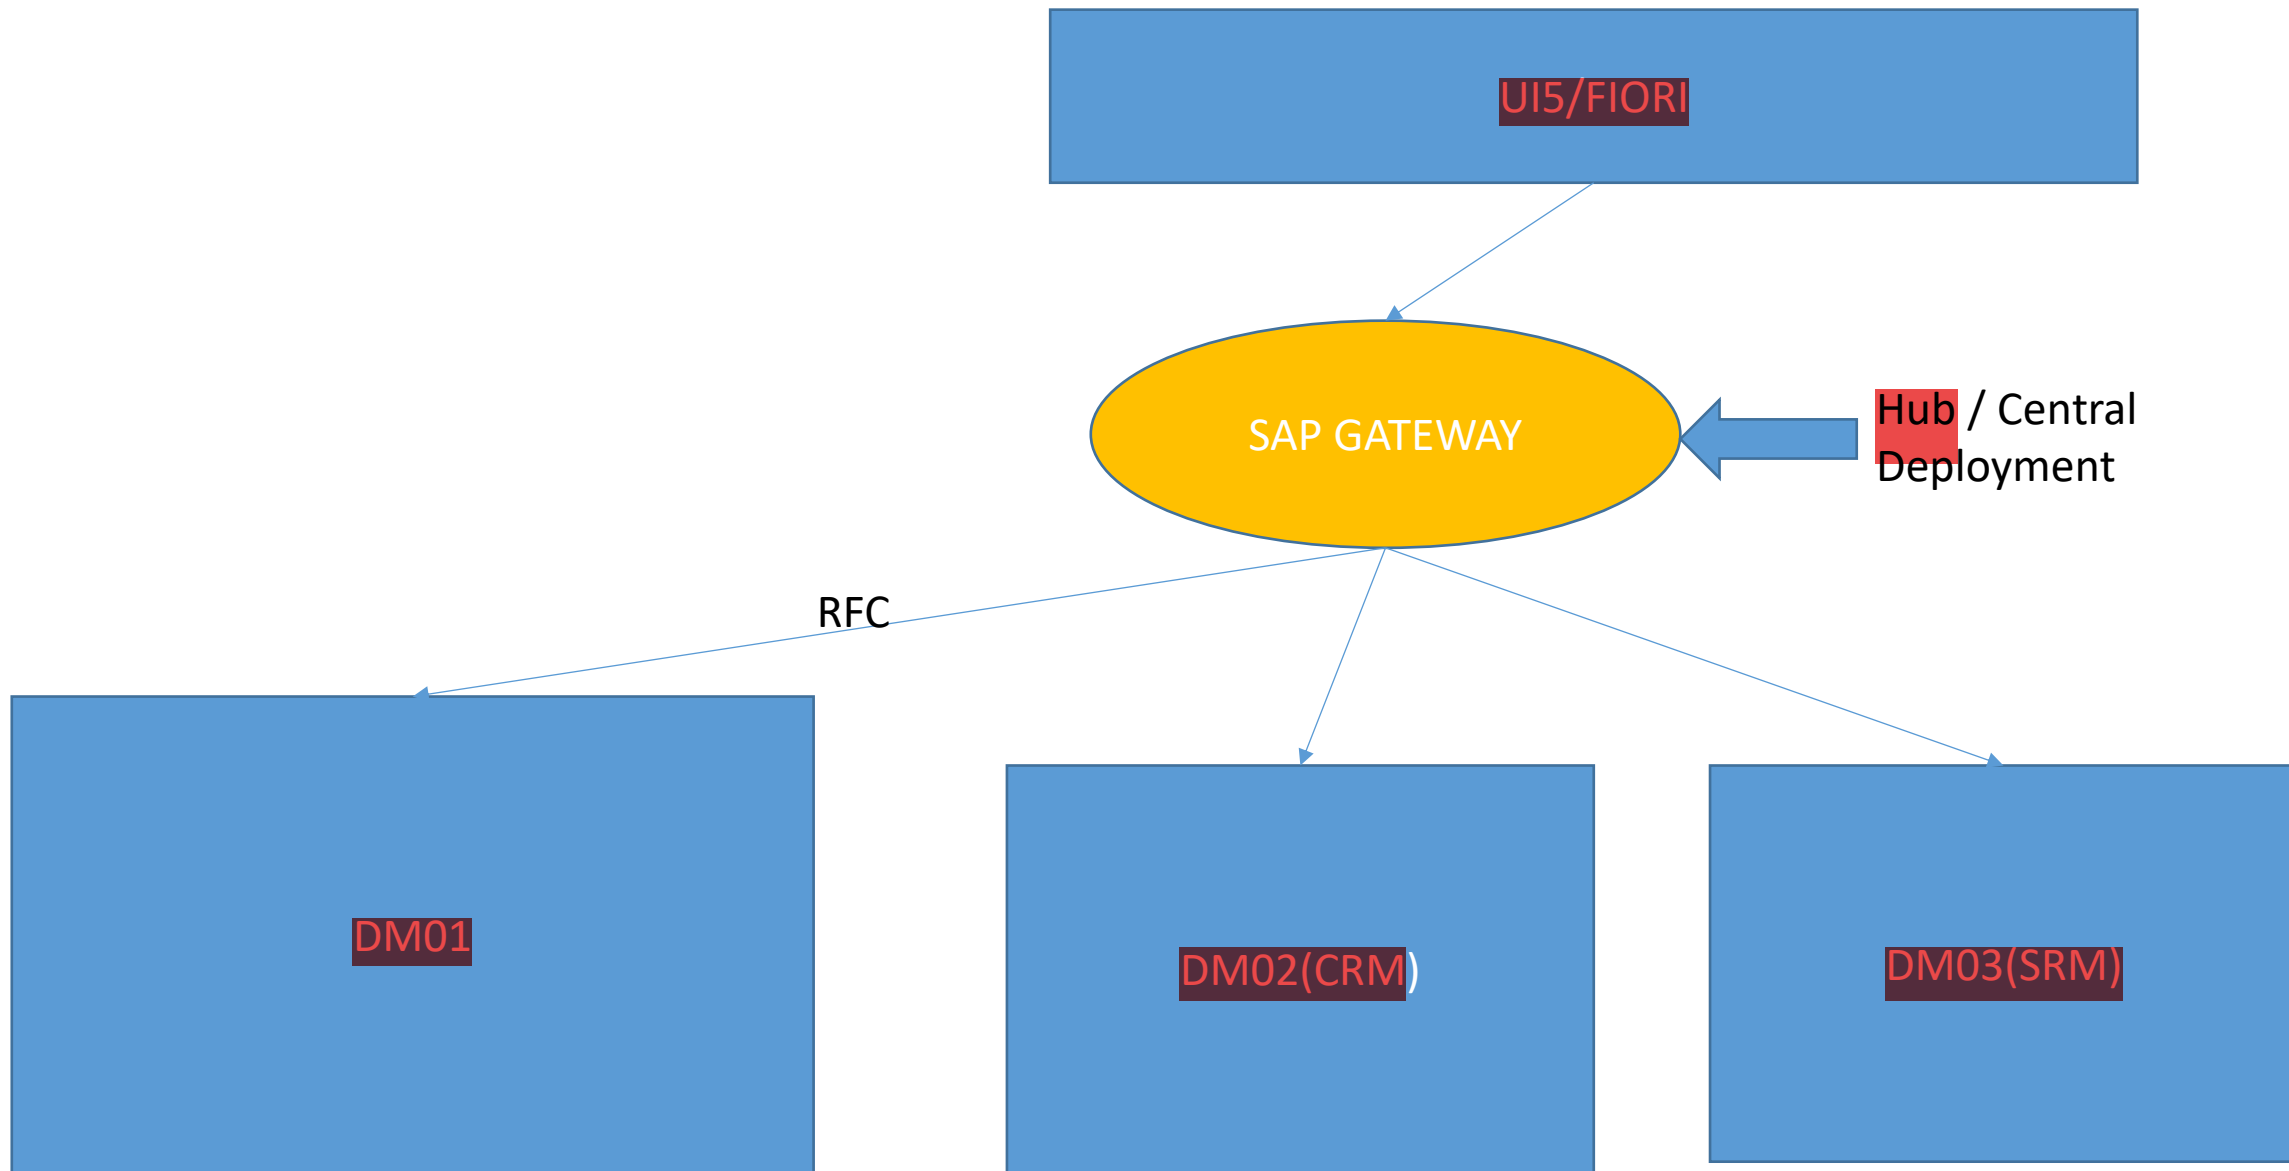 UI5/FIORI
SAP GATEWAY
Hub / Central
Deployment
RFC
DM01
DM02(CRM)
DM03(SRM)